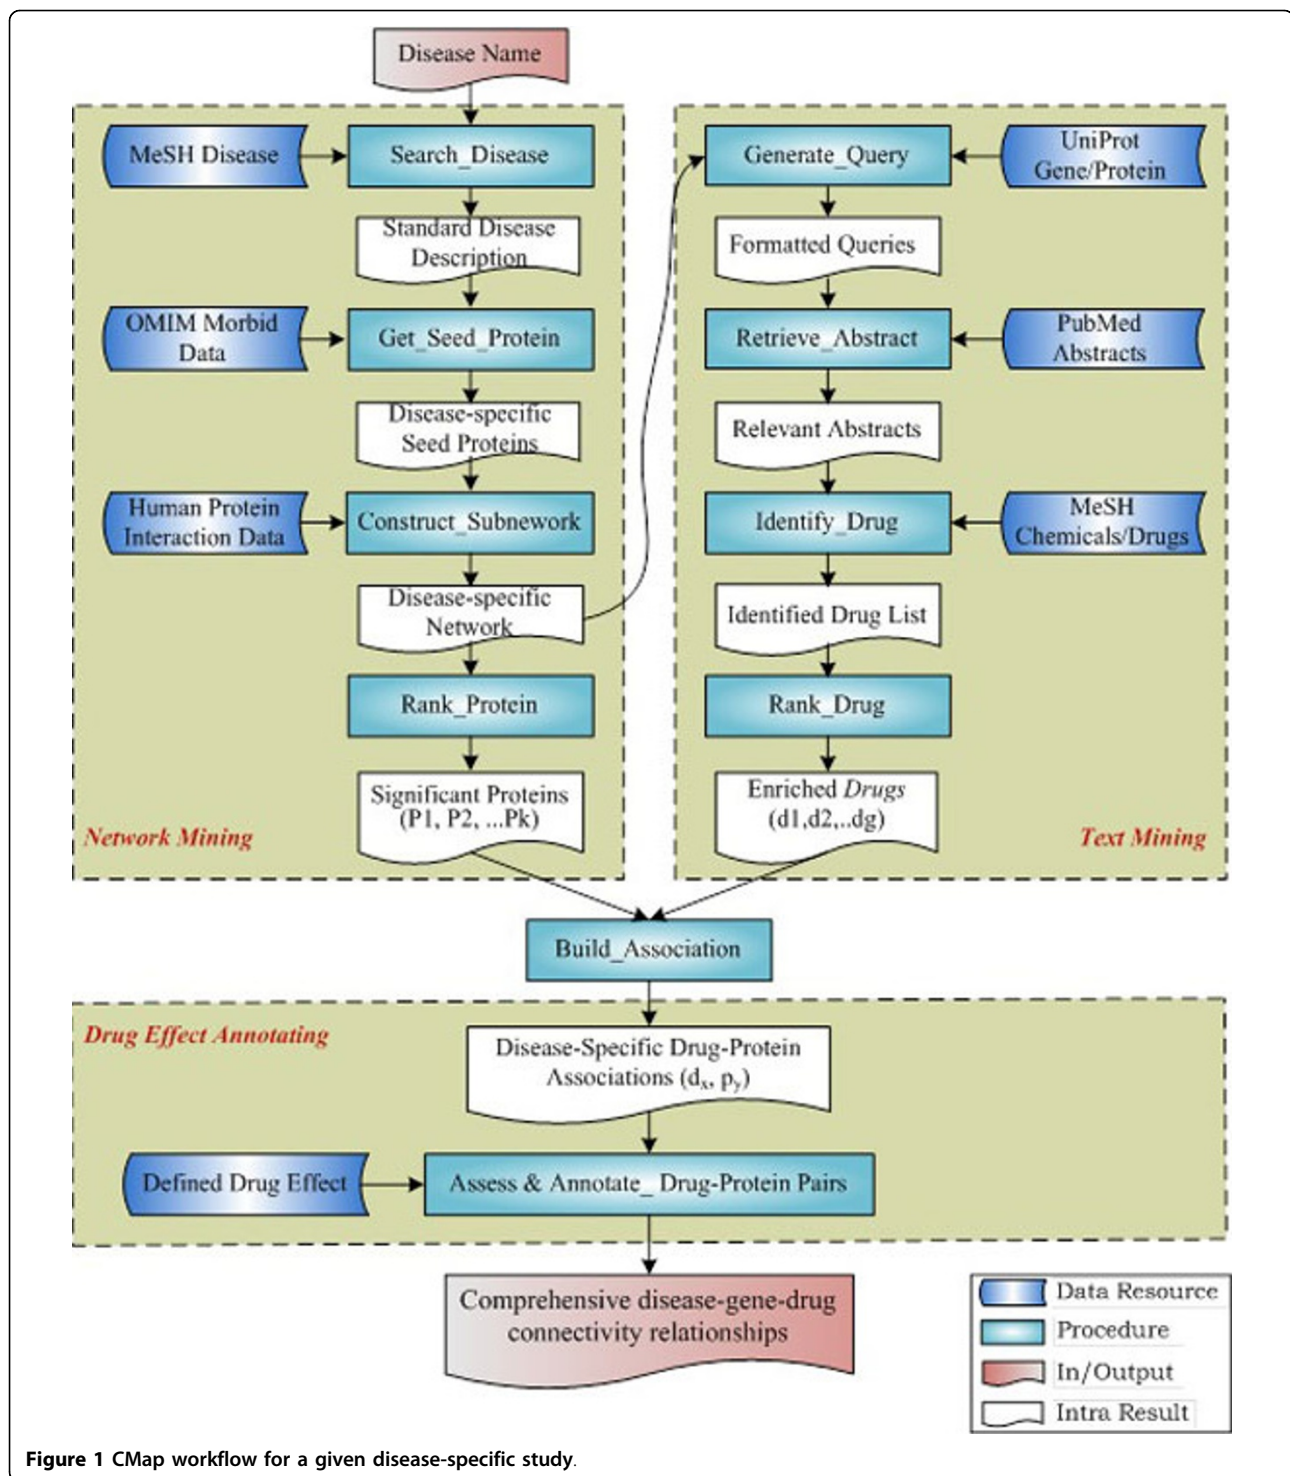 Disease Name
MeSH Disease
Search_Disease
Standard Disease
Description
OMIM Morbid
Data
Get_Seed_Protein
Disease-specific
Seed Proteins
Human Protein
Interaction Data
Construct_Subnework
Disease-specific
Network
Rank_Protein
Significant Proteins
(P1, P2, ...Pk)
Network Mining
Generate_Query
UniProt
Gene/Protein
Formatted Queries
Retrieve_Abstract
PubMed
Abstracts
Relevant Abstracts
Identify_Drug
MeSH
Chemicals/Drugs
Identified Drug List
Rank_Drug
Enriched Drugs
(d1,d2,..dg)
Text Mining
Build_Association
Drug Effect Annotating
Disease-Specific Drug-Protein
Associations (dx, py)
Defined Drug Effect
Assess & Annotate_ Drug-Protein Pairs
Comprehensive disease-gene-drug
connectivity relationships
Data Resource
Procedure
In/Output
Intra Result
Figure 1 CMap workflow for a given disease-specific study.